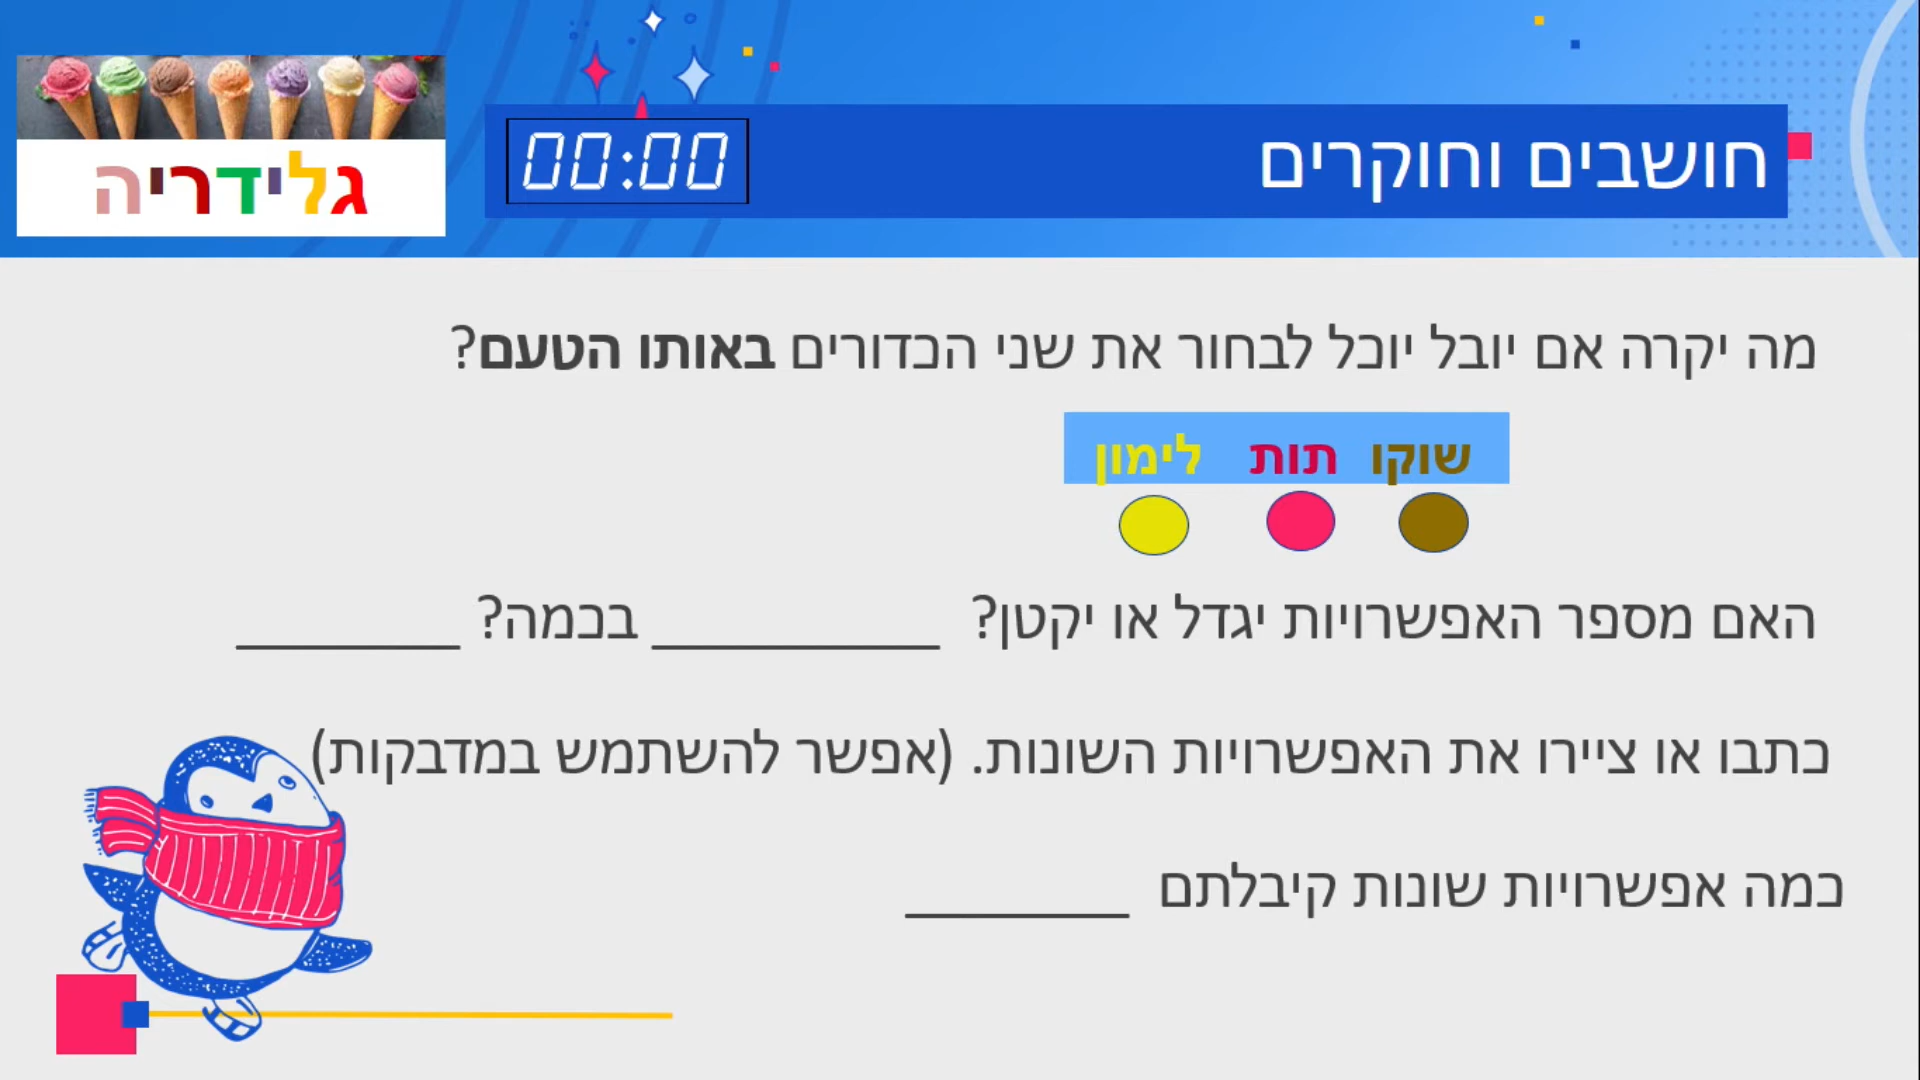 גלידריה
00:00
חושבים וחוקרים
מה יקרה אם יובל יוכל לבחור את שני הכדורים באותו הטעם?
שוקו תות לימון
האם מספר האפשרויות יגדל או יקטן? __________ בכמה? ________
כתבו או ציירו את האפשרויות השונות. (אפשר להשתמש במדבקות)
כמה אפשרויות שונות קיבלתם ________